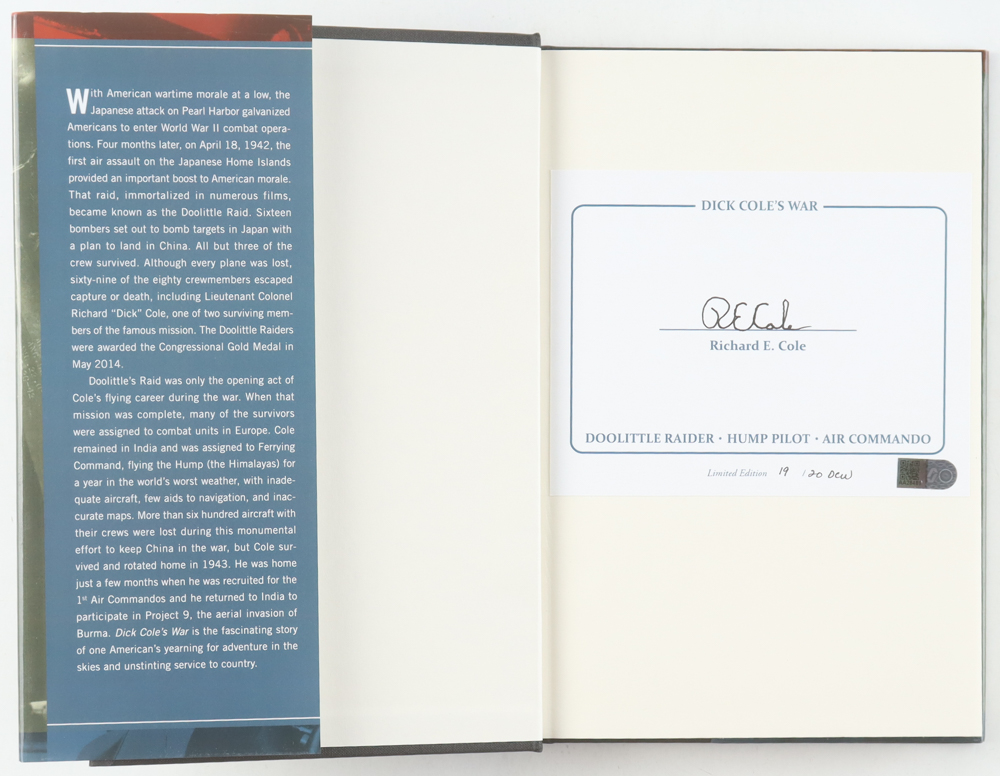 With American wartime morale at a low, the
Japanese attack on Pearl Harbor galvanized
Americans to enter World War II combat opera-
tions. Four months later, on April 18, 1942, the
first air assault on the Japanese Home Islands
provided an important boost to American morale.
That raid, immortalized in numerous films,
became known as the Doolittle Raid. Sixteen
bombers set out to bomb targets in Japan with
a plan to land in China. All but three of the
crew survived. Although every plane was lost,
sixty-nine of the eighty crewmembers escaped
capture or death, including Lieutenant Colonel
Richard “Dick” Cole, one of two surviving mem-
bers of the famous mission. The Doolittle Raiders
were awarded the Congressional Gold Medal in
May 2014.
Doolittle's Raid was only the opening act of
Cole's flying career during the war. When that
mission was complete, many of the survivors
were assigned to combat units in Europe. Cole
remained in India and was assigned to Ferrying
Command, flying the Hump (the Himalayas) for
a year in the world's worst weather, with inade-
quate aircraft, few aids to navigation, and inac-
curate maps. More than six hundred aircraft with
their crews were lost during this monumental
effort to keep China in the war, but Cole sur-
vived and rotated home in 1943. He was home
just a few months when he was recruited for the
1st Air Commandos and he returned to India to
participate in Project 9, the aerial invasion of
Burma. Dick Cole's War is the fascinating story
of one American's yearning for adventure in the
skies and unstinting service to country.
DICK COLE'S WAR
RECole
Richard E. Cole
DOOLITTLE RAIDER · HUMP PILOT · AIR COMMANDO
Limited Edition 19 120 DCW